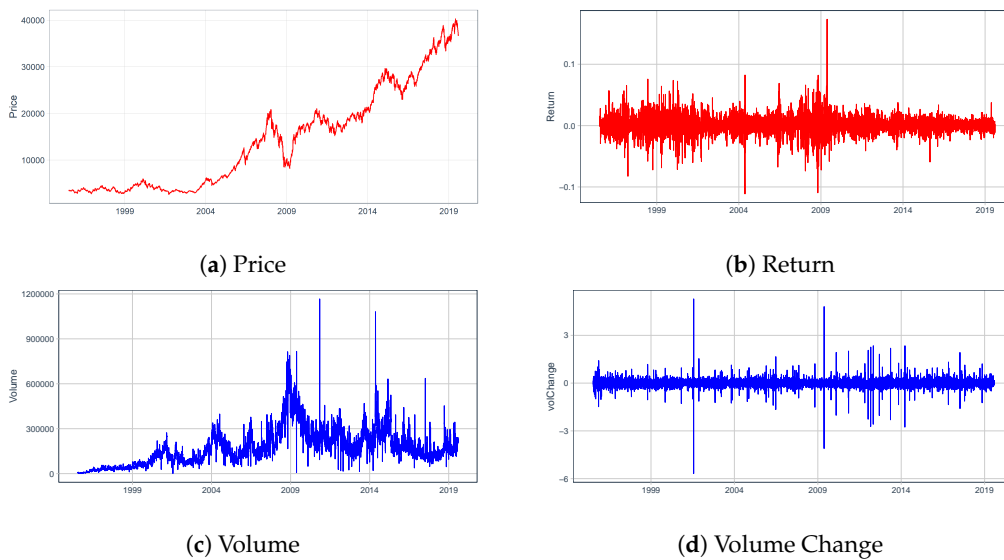 40000
30000
20000
10000
Price
1999 2004 2009 2014 2019
(a) Price
0.1
0.0
−0.1
Return
1999 2004 2009 2014 2019
(b) Return
1200000
900000
600000
300000
0
Volume
1999 2004 2009 2014 2019
(c) Volume
3
0
−3
−6
volChange
1999 2004 2009 2014 2019
(d) Volume Change